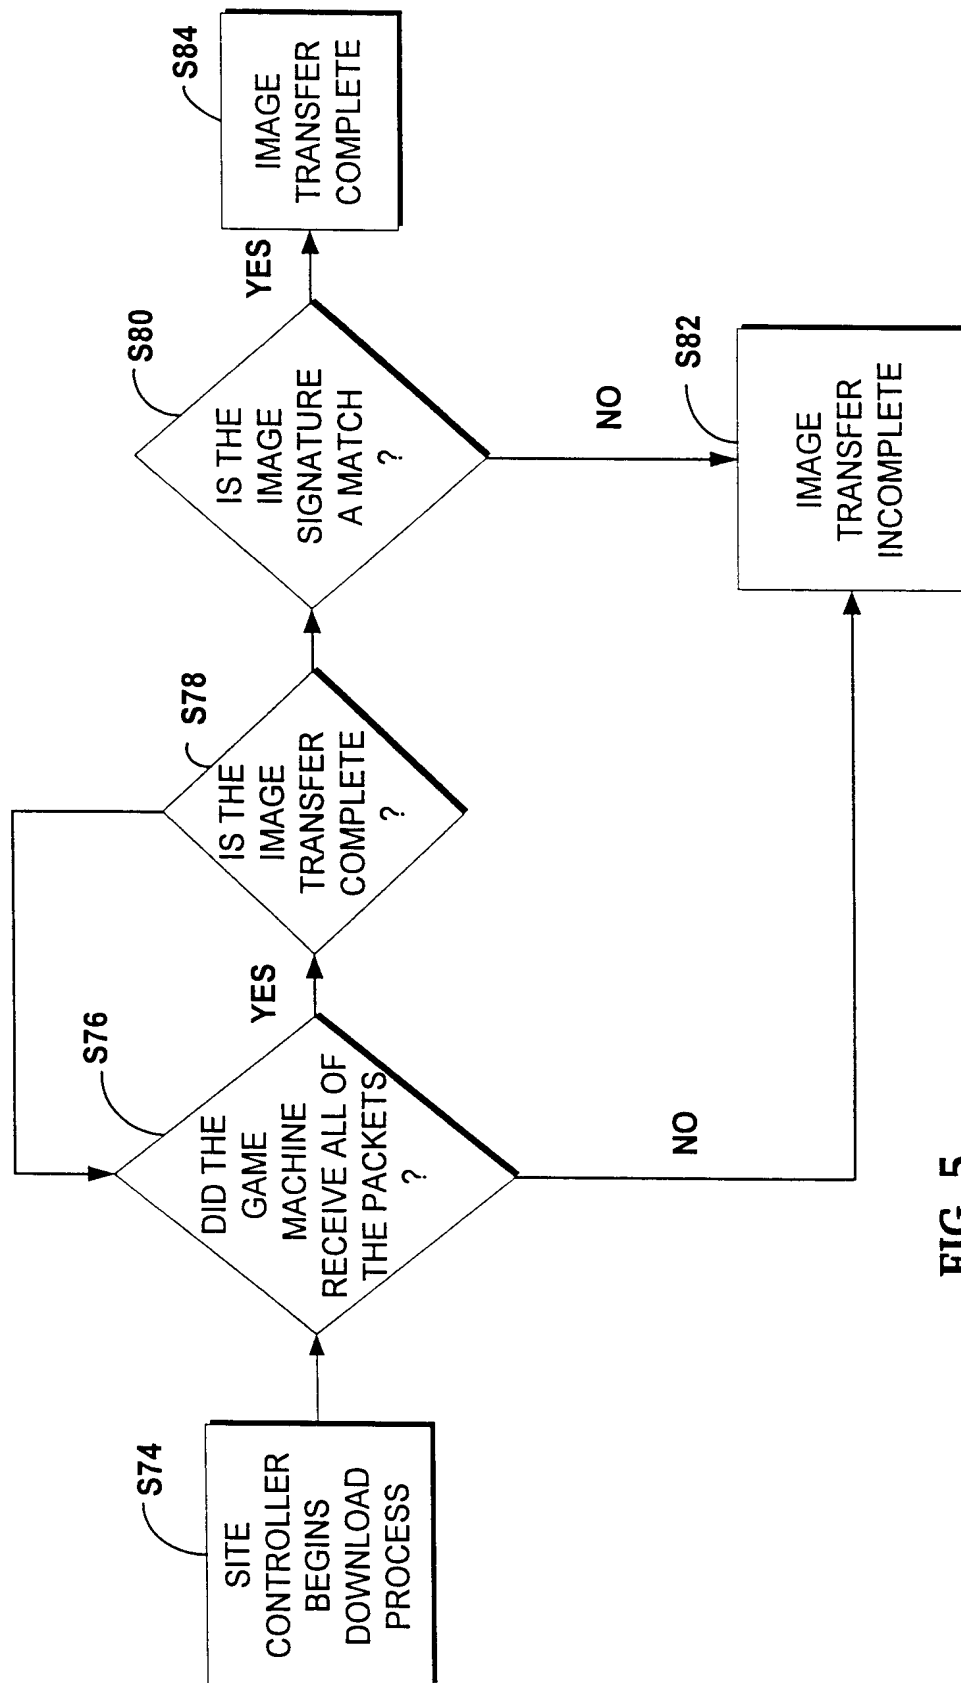 S74
SITE
CONTROLLER
BEGINS
DOWNLOAD
PROCESS
S76
DID THE
GAME
MACHINE
RECEIVE ALL OF
THE PACKETS
?
YES
NO
S78
IS THE
IMAGE
TRANSFER
COMPLETE
?
S80
IS THE
IMAGE
SIGNATURE
A MATCH
?
YES
NO
S84
IMAGE
TRANSFER
COMPLETE
S82
IMAGE
TRANSFER
INCOMPLETE
FIG. 5